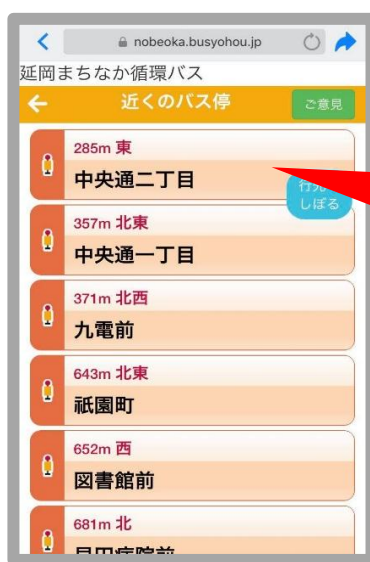 nobeoka.busyohou.jp
延岡まちなか循環バス
近くのバス停
ご意見
285m 東
中央通二丁目
しぼる
357m 北東
中央通一丁目
371m 北西
九電前
643m 北東
祇園町
652m 西
図書館前
681m 北